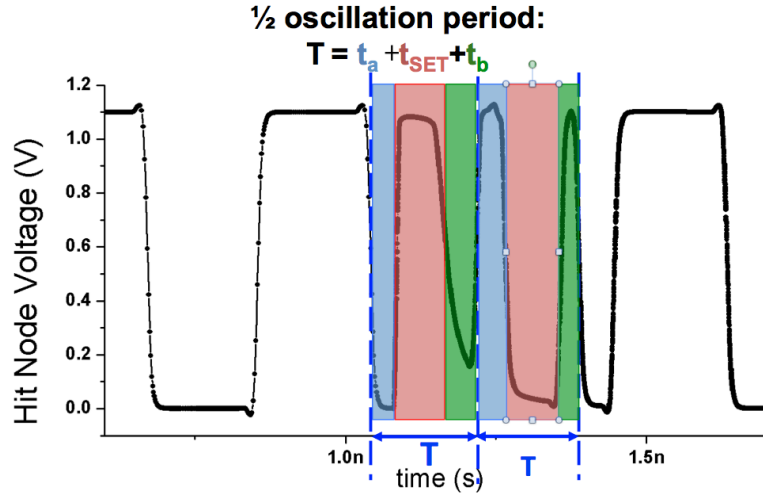 ½ oscillation period:
T = ta +tSET+tb
1.2
1.0
0.8
0.6
0.4
0.2
0.0
Hit Node Voltage (V)
1.0n
1.5n
T
T
time (s)